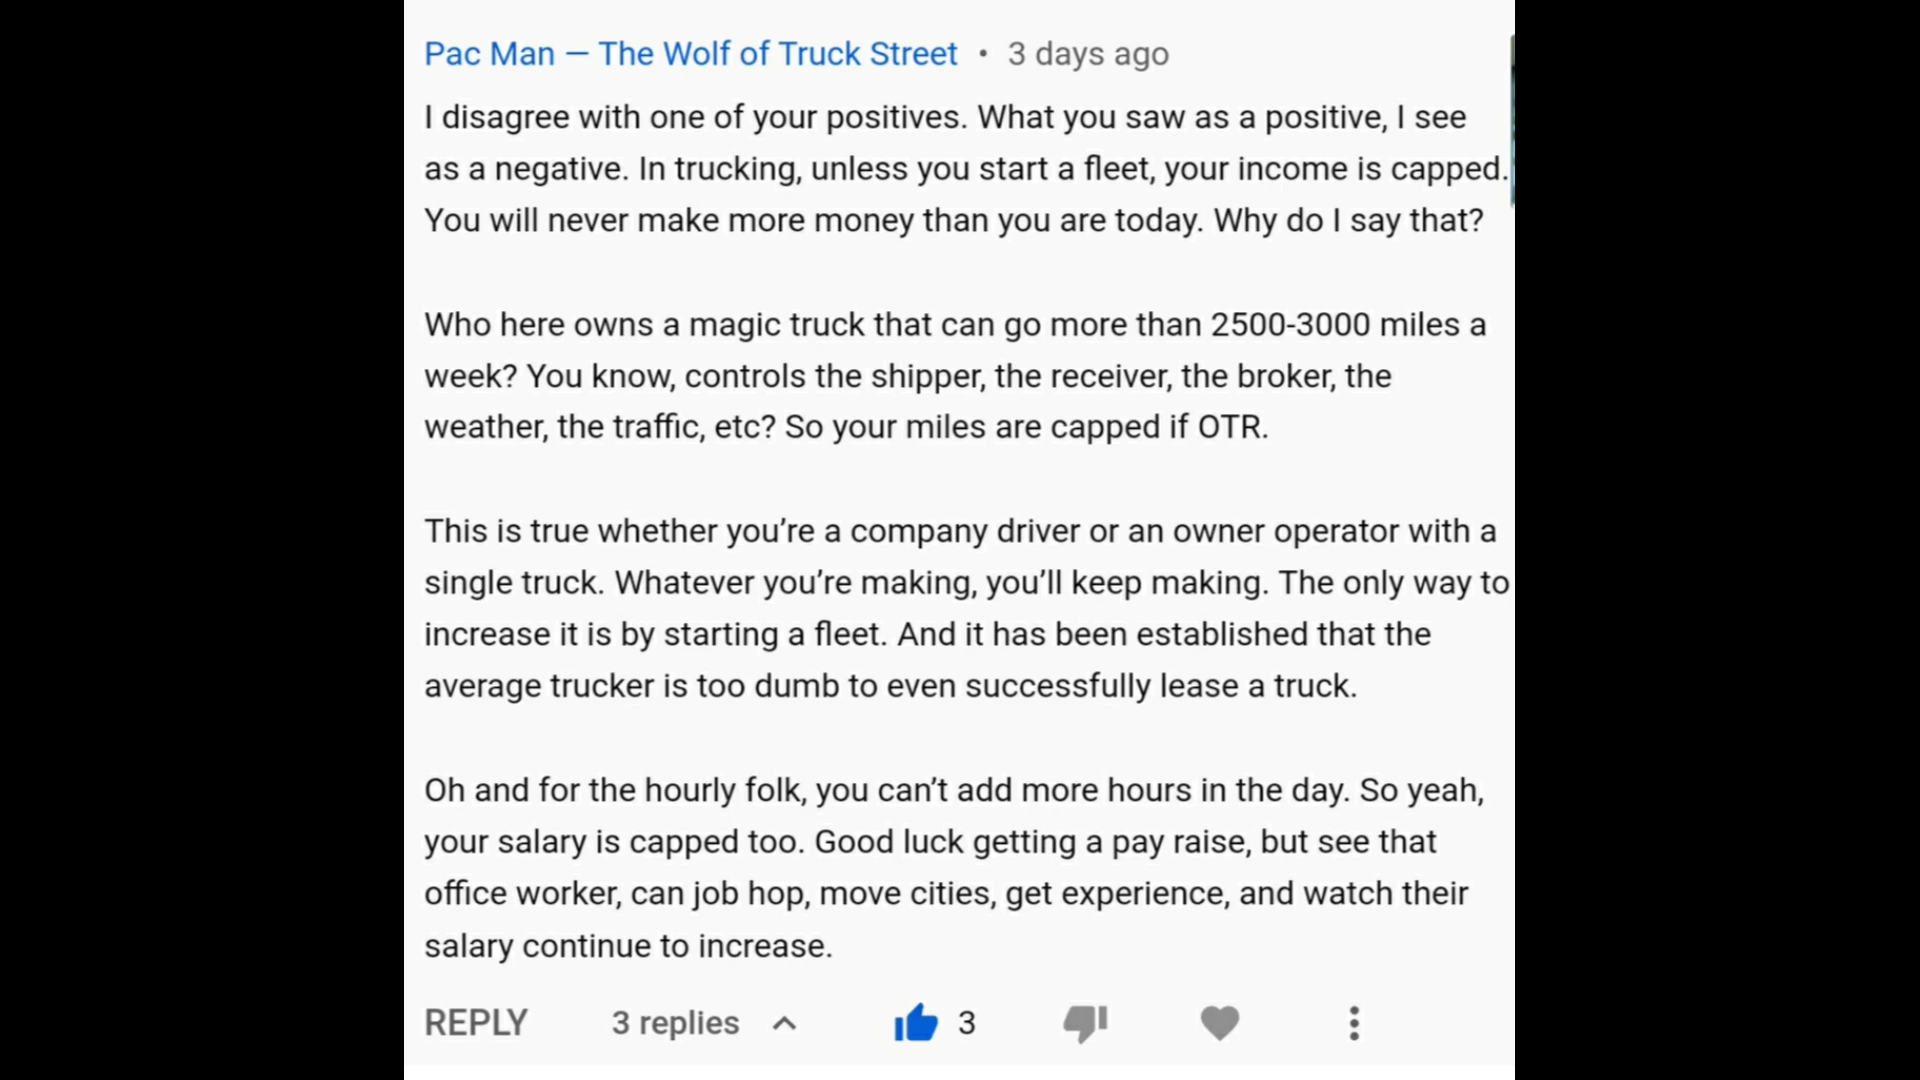 Pac Man — The Wolf of Truck Street • 3 days ago
I disagree with one of your positives. What you saw as a positive, I see
as a negative. In trucking, unless you start a fleet, your income is capped.
You will never make more money than you are today. Why do I say that?
Who here owns a magic truck that can go more than 2500-3000 miles a
week? You know, controls the shipper, the receiver, the broker, the
weather, the traffic, etc? So your miles are capped if OTR.
This is true whether you’re a company driver or an owner operator with a
single truck. Whatever you’re making, you’ll keep making. The only way to
increase it is by starting a fleet. And it has been established that the
average trucker is too dumb to even successfully lease a truck.
Oh and for the hourly folk, you can’t add more hours in the day. So yeah,
your salary is capped too. Good luck getting a pay raise, but see that
office worker, can job hop, move cities, get experience, and watch their
salary continue to increase.
REPLY 3 replies 3